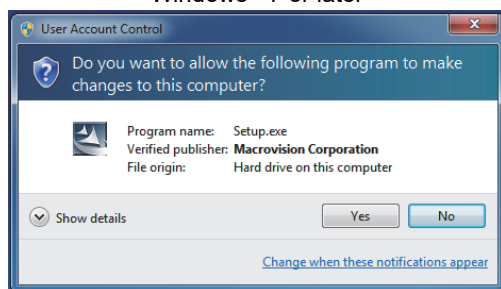 User Account Control
Do you want to allow the following program to make
changes to this computer?
Program name: Setup.exe
Verified publisher: Macrovision Corporation
File origin: Hard drive on this computer
Show details
Yes No
Change when these notifications appear